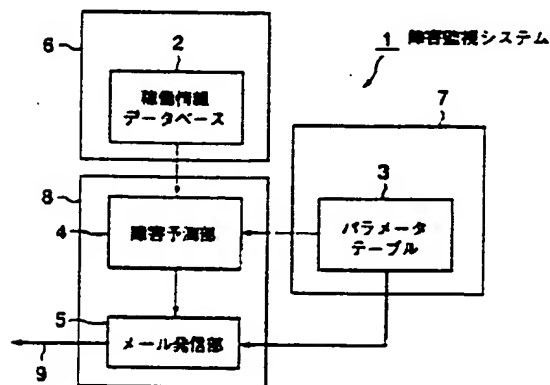 1 障害監視システム
6
2
稼働情報
データベース
7
3
パラメータ
テーブル
8
4
障害予測部
5
メール発信部
9